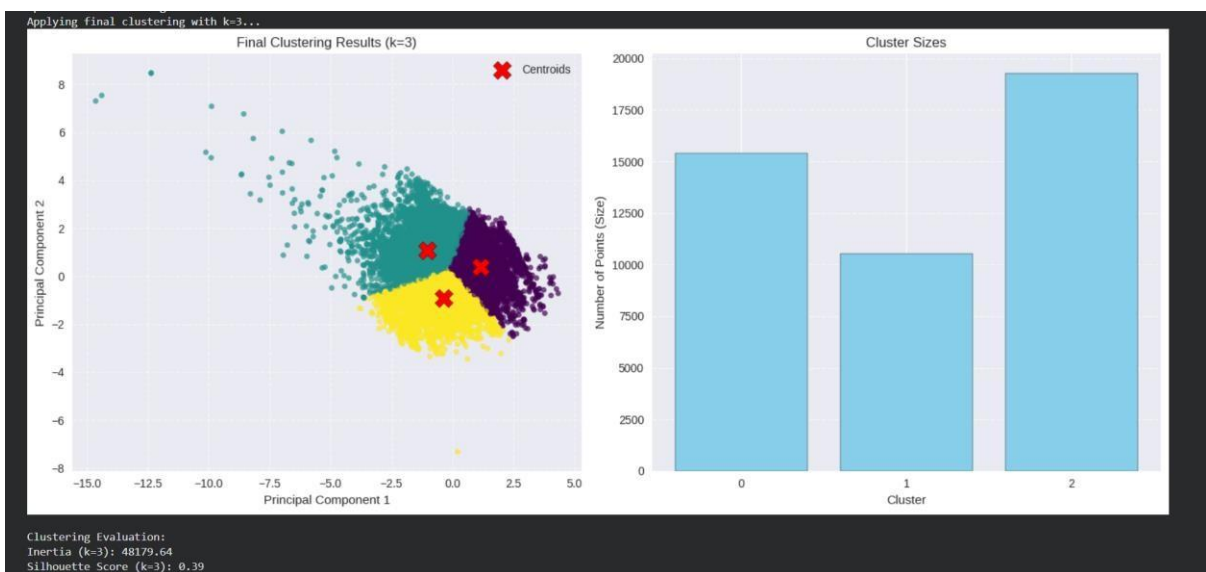 Applying final clustering with k=3...
Final Clustering Results (k=3)
Centroids
8
6
4
2
0
−2
−4
−6
−8
Principal Component 2
−15.0 −12.5 −10.0 −7.5 −5.0 −2.5 0.0 2.5 5.0
Principal Component 1
Cluster Sizes
20000
17500
15000
12500
10000
7500
5000
2500
0
Number of Points (Size)
0 1 2
Cluster
Clustering Evaluation:
Inertia (k=3): 48179.64
Silhouette Score (k=3): 0.39